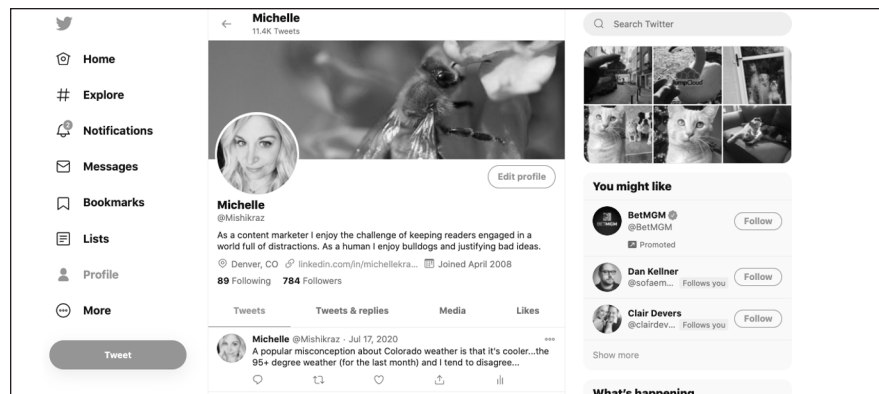 Home
Explore
2
Notifications
Messages
Bookmarks
Lists
Profile
More
Tweet
Michelle
11.4K Tweets
Edit profile
Michelle
@Mishikraz
As a content marketer I enjoy the challenge of keeping readers engaged in a
world full of distractions. As a human I enjoy bulldogs and justifying bad ideas.
Denver, CO linkedin.com/in/michellekra... Joined April 2008
89 Following 784 Followers
Tweets Tweets & replies Media Likes
Michelle @Mishikraz · Jul 17, 2020
A popular misconception about Colorado weather is that it's cooler...the
95+ degree weather (for the last month) and I tend to disagree...
Search Twitter
JumpCloud
You might like
BETMGM
BetMGM
@BetMGM
Follow
Promoted
Dan Kellner
@sofaem... Follows you
Follow
Clair Devers
@clairdev... Follows you
Follow
Show more
What's happening